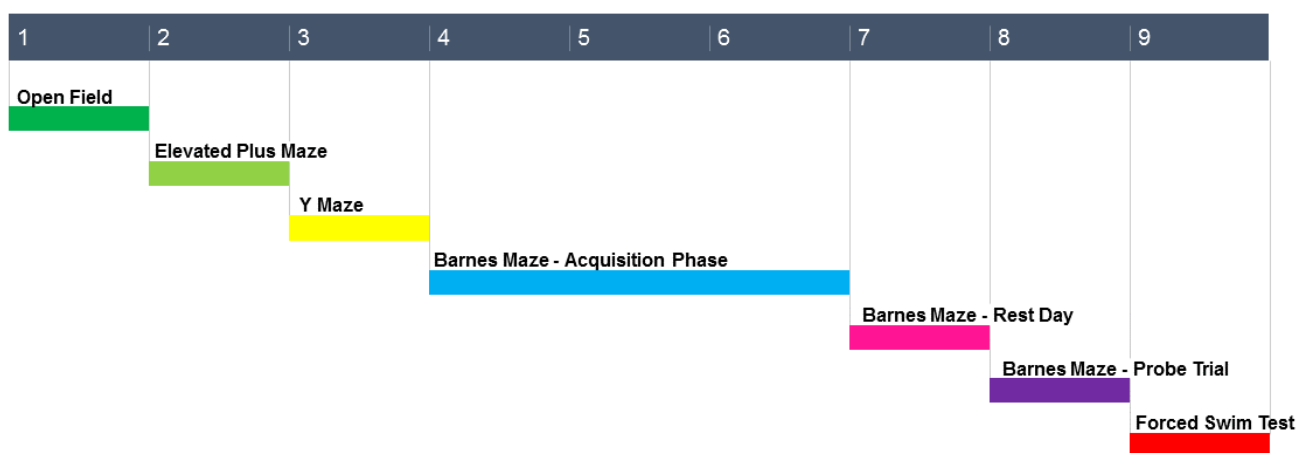 1 2 3 4 5 6 7 8 9
Open Field
Elevated Plus Maze
Y Maze
Barnes Maze - Acquisition Phase
Barnes Maze - Rest Day
Barnes Maze - Probe Trial
Forced Swim Test